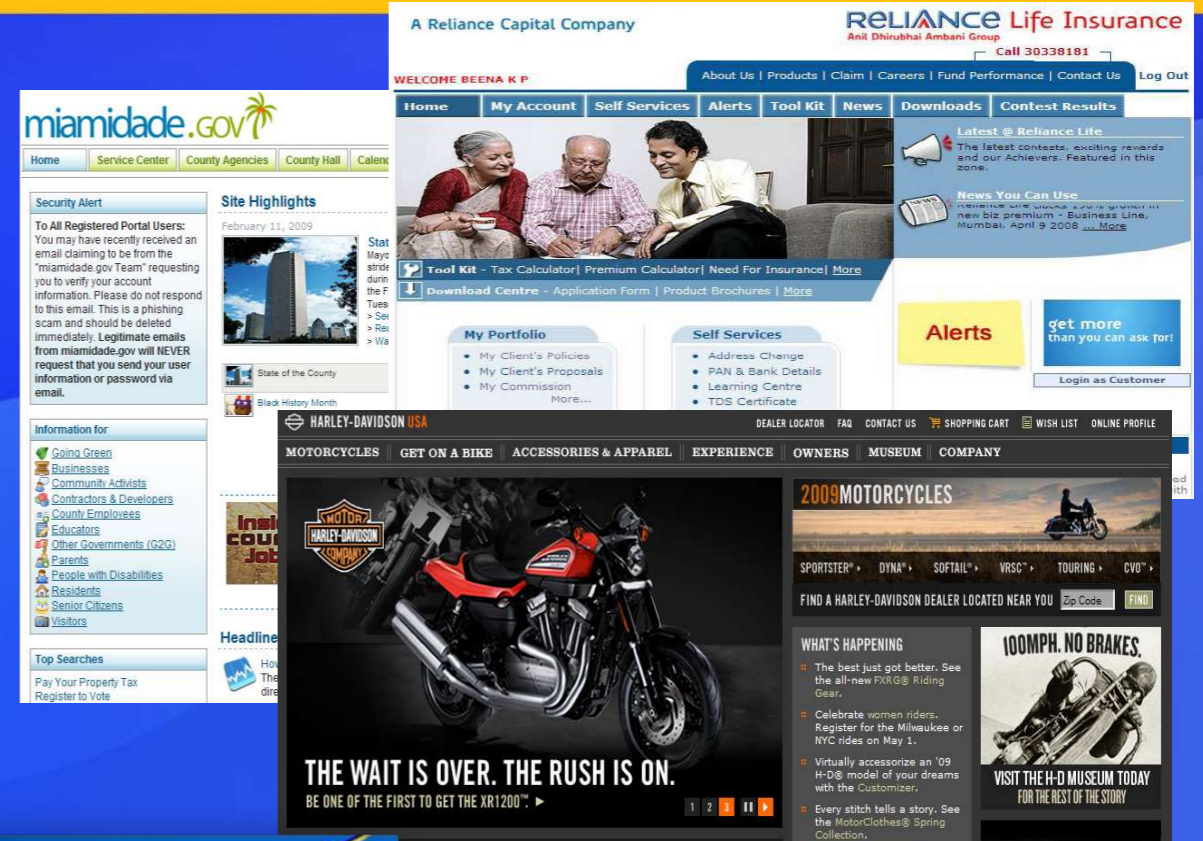 A Reliance Capital Company
RELIANCE Life Insurance
Anil Dhirubhai Ambani Group
Call 30338181
WELCOME BEENA K P
About Us | Products | Claim | Careers | Fund Performance | Contact Us
Log Out
Home
My Account
Self Services
Alerts
Tool Kit
News
Downloads
Contest Results
Latest @ Reliance Life
The latest contests, exciting rewards
and our Achievers. Featured in this
zone.
News You Can Use
new biz premium - Business Line,
Mumbai, April 9 2008 ... More
Tool Kit - Tax Calculator| Premium Calculator| Need For Insurance| More
Download Centre - Application Form | Product Brochures | More
My Portfolio
My Client's Policies
My Client's Proposals
My Commission
More...
Self Services
Address Change
PAN & Bank Details
Learning Centre
TDS Certificate
Alerts
get more
than you can ask for!
Login as Customer
miamidade.gov
Home
Service Center
County Agencies
County Hall
Security Alert
To All Registered Portal Users:
You may have recently received an
email claiming to be from the
"miamidade.gov Team" requesting
you to verify your account
information. Please do not respond
to this email. This is a phishing
scam and should be deleted
immediately. Legitimate emails
from miamidade.gov will NEVER
request that you send your user
information or password via
email.
Site Highlights
February 11, 2009
State of the County
Black History Month
Information for
Going Green
Businesses
Community Activists
Contractors & Developers
County Employees
Educators
Other Governments (G2G)
Parents
People with Disabilities
Residents
Senior Citizens
Visitors
Top Searches
Pay Your Property Tax
Register to Vote
HARLEY-DAVIDSON USA
DEALER LOCATOR
FAQ
CONTACT US
SHOPPING CART
WISH LIST
ONLINE PROFILE
MOTORCYCLES
GET ON A BIKE
ACCESSORIES & APPAREL
EXPERIENCE
OWNERS
MUSEUM
COMPANY
MOTOR
HARLEY-DAVIDSON
COMPANY
1
THE WAIT IS OVER. THE RUSH IS ON.
BE ONE OF THE FIRST TO GET THE XR1200™.
1 2 3
2009MOTORCYCLES
SPORTSTER®
DYNA®
SOFTAIL®
VRSC™
TOURING
CVO™
FIND A HARLEY-DAVIDSON DEALER LOCATED NEAR YOU
Zip Code
FIND
WHAT'S HAPPENING
The best just got better. See
the all-new FXRG® Riding
Gear.
Celebrate women riders.
Register for the Milwaukee or
NYC rides on May 1.
Virtually accessorize an '09
H-D® model of your dreams
with the Customizer.
Every stitch tells a story. See
the MotorClothes® Spring
Collection.
100MPH. NO BRAKES.
VISIT THE H-D MUSEUM TODAY
FOR THE REST OF THE STORY